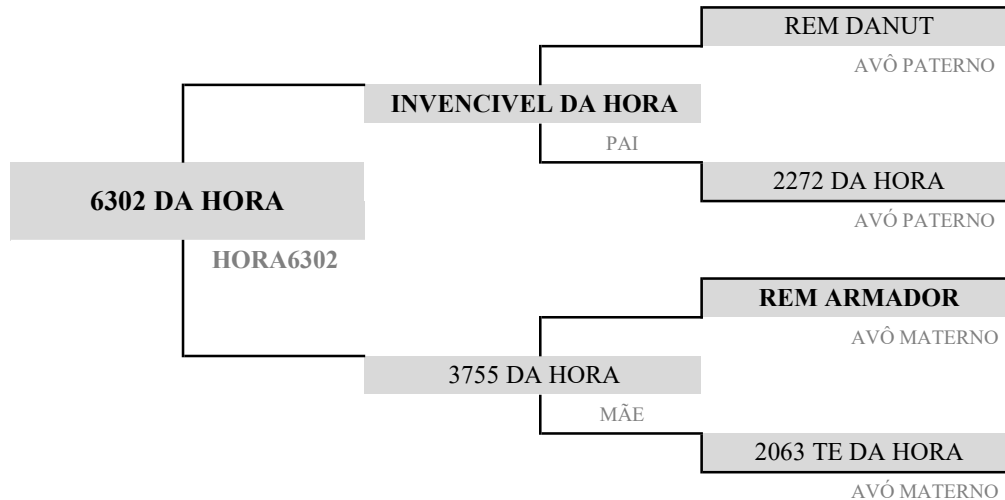 REM DANUT
AVÔ PATERNO
INVENCIVEL DA HORA
PAI
2272 DA HORA
AVÓ PATERNO
6302 DA HORA
HORA6302
REM ARMADOR
AVÔ MATERNO
3755 DA HORA
MÃE
2063 TE DA HORA
AVÓ MATERNO